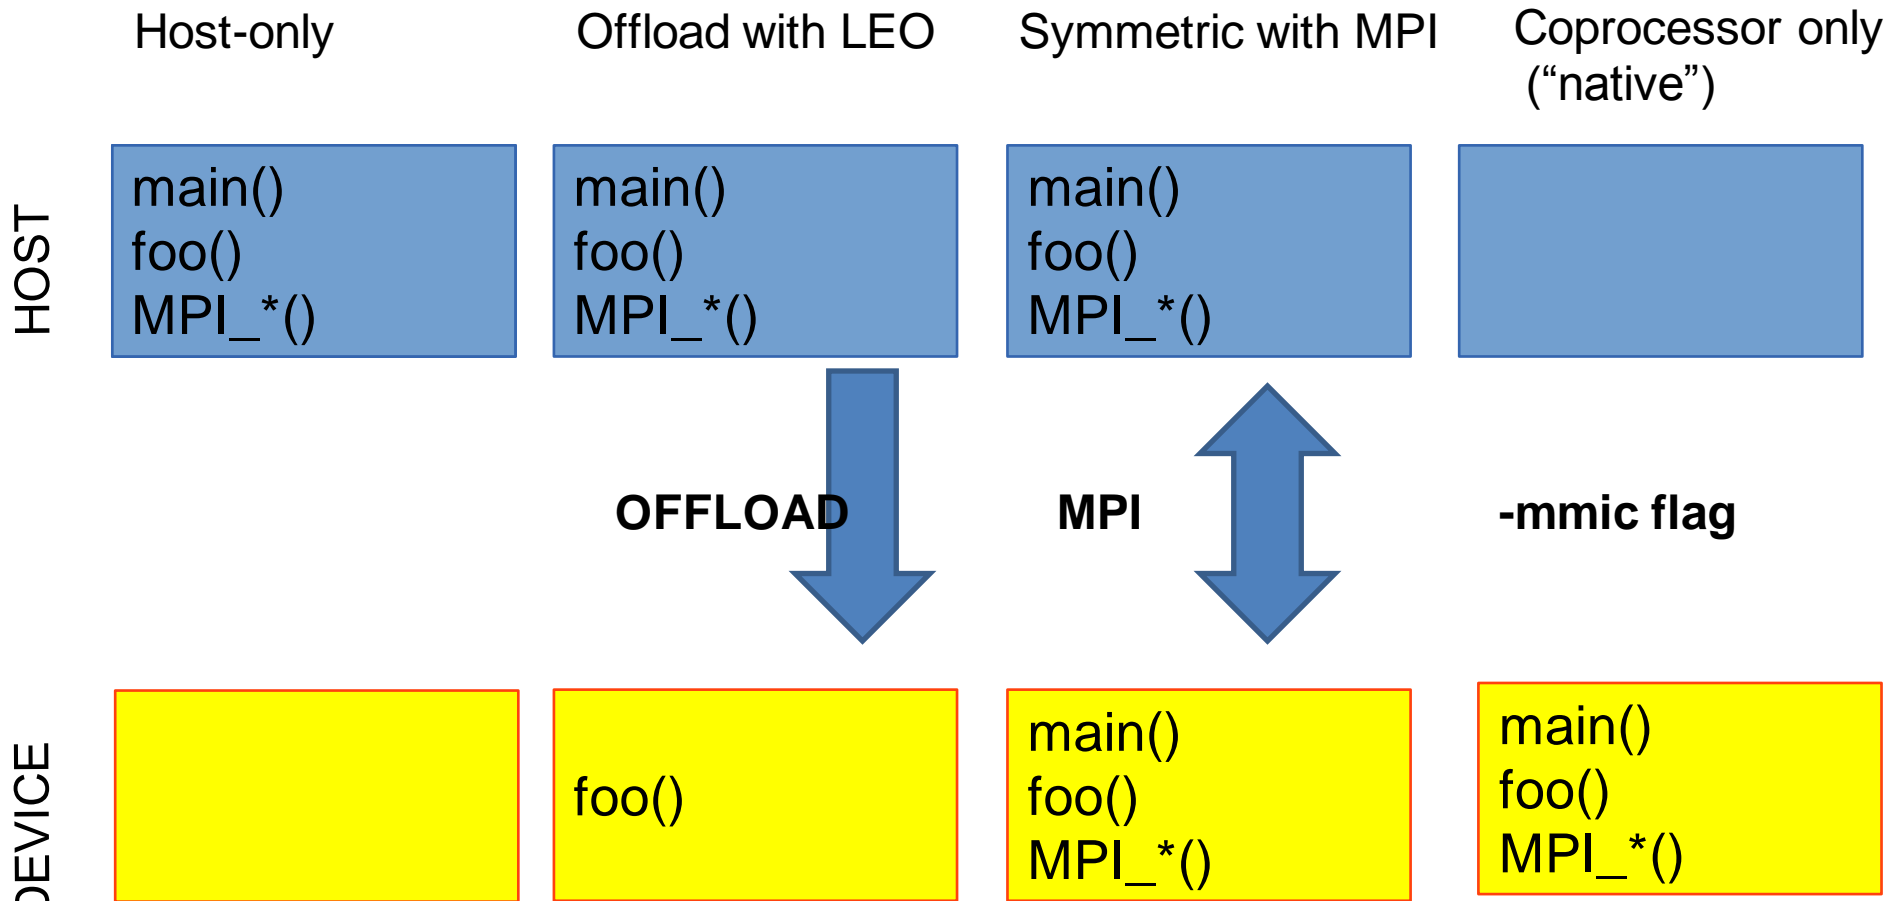 Host-only
Offload with LEO
Symmetric with MPI
Coprocessor only
(“native”)
HOST
main()
foo()
MPI_*()
main()
foo()
MPI_*()
main()
foo()
MPI_*()
OFFLOAD
MPI
-mmic flag
DEVICE
foo()
main()
foo()
MPI_*()
main()
foo()
MPI_*()